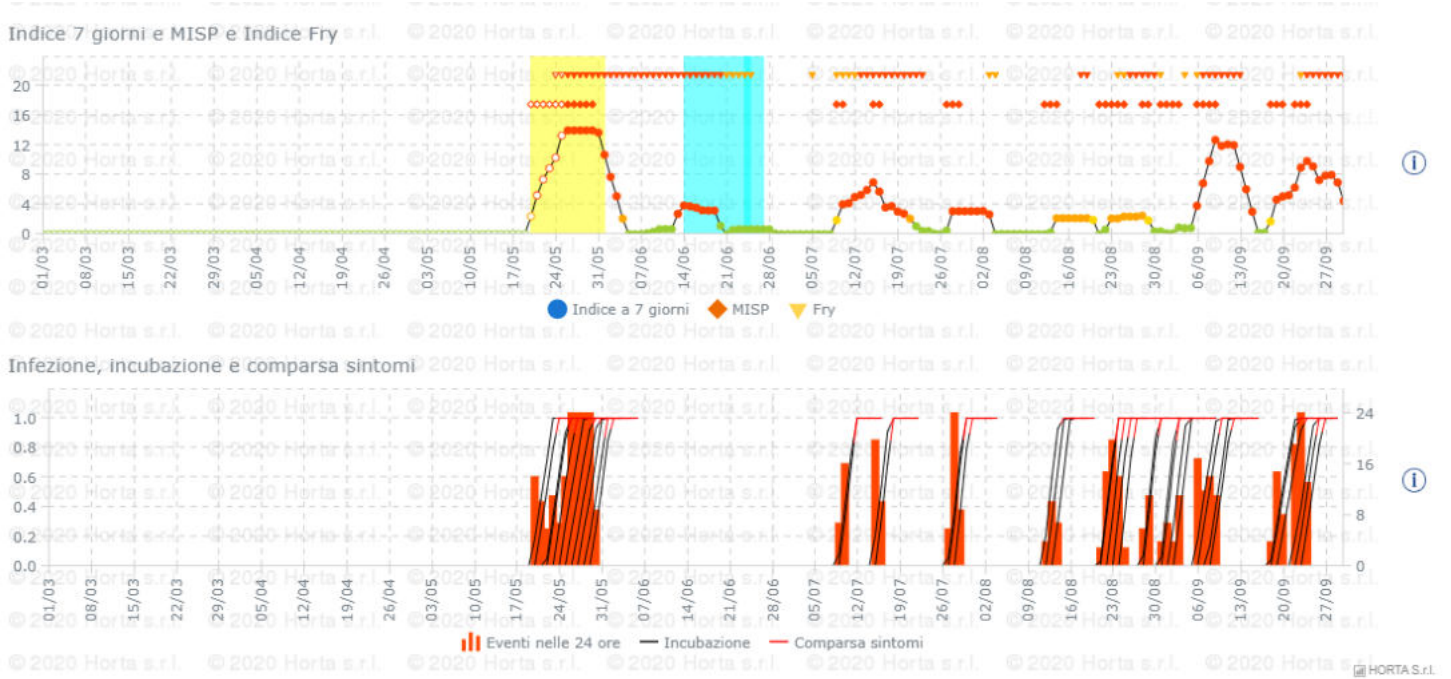 Indice 7 giorni e MISP e Indice Fry
20
16
12
8
4
0
01/03 08/03 15/03 22/03 29/03 05/04 12/04 19/04 26/04 03/05 10/05 17/05 24/05 31/05 07/06 14/06 21/06 28/06 05/07 12/07 19/07 26/07 02/08 09/08 16/08 23/08 30/08 06/09 13/09 20/09 27/09
Indice a 7 giorni MISP Fry
Infezione, incubazione e comparsa sintomi
1.0 24
0.8
0.6 16
0.4 8
0.2
0.0 0
01/03 08/03 15/03 22/03 29/03 05/04 12/04 19/04 26/04 03/05 10/05 17/05 24/05 31/05 07/06 14/06 21/06 28/06 05/07 12/07 19/07 26/07 02/08 09/08 16/08 23/08 30/08 06/09 13/09 20/09 27/09
Eventi nelle 24 ore Incubazione Comparsa sintomi
© 2020 Horta s.r.l.
HORTA S.r.l.